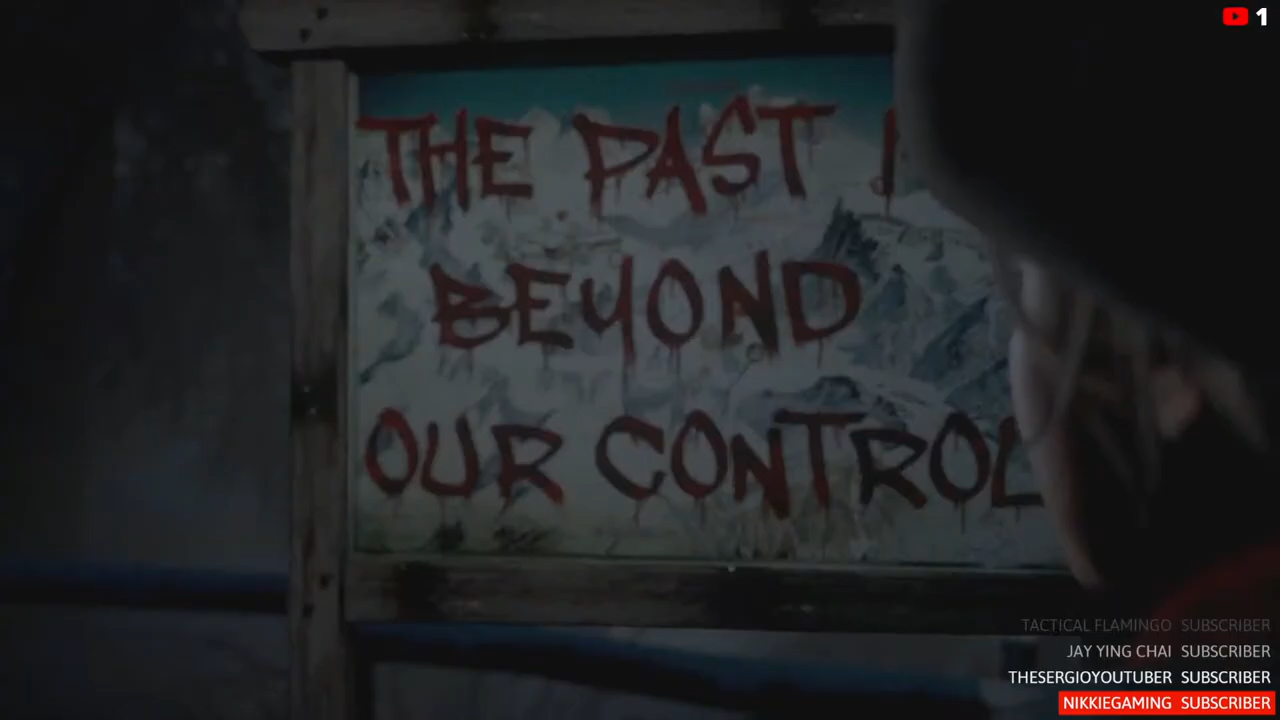 1
THE PAST I
BEYOND
OUR CONTROL
TACTICAL FLAMINGO SUBSCRIBER
JAY YING CHAI SUBSCRIBER
THESERGIOYOUTUBER SUBSCRIBER
NIKKIEGAMING SUBSCRIBER